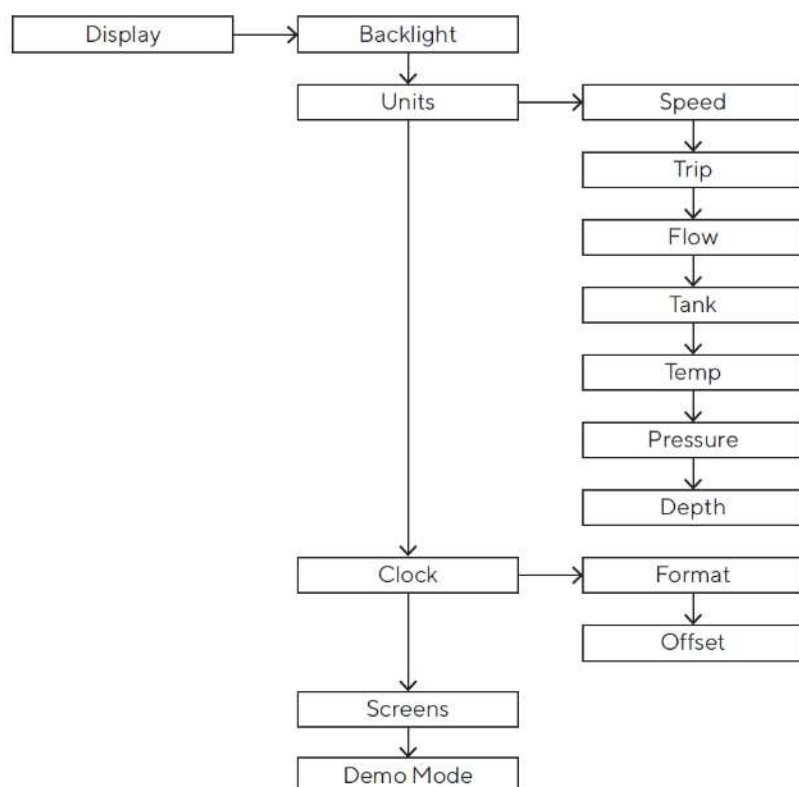 Display
Backlight
Units
Speed
Trip
Flow
Tank
Temp
Pressure
Depth
Clock
Format
Offset
Screens
Demo Mode